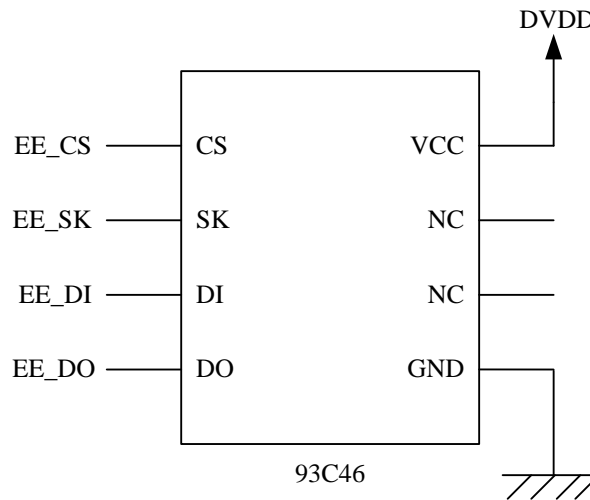 DVDD
EE_CS CS VCC
EE_SK SK NC
EE_DI DI NC
EE_DO DO GND
93C46